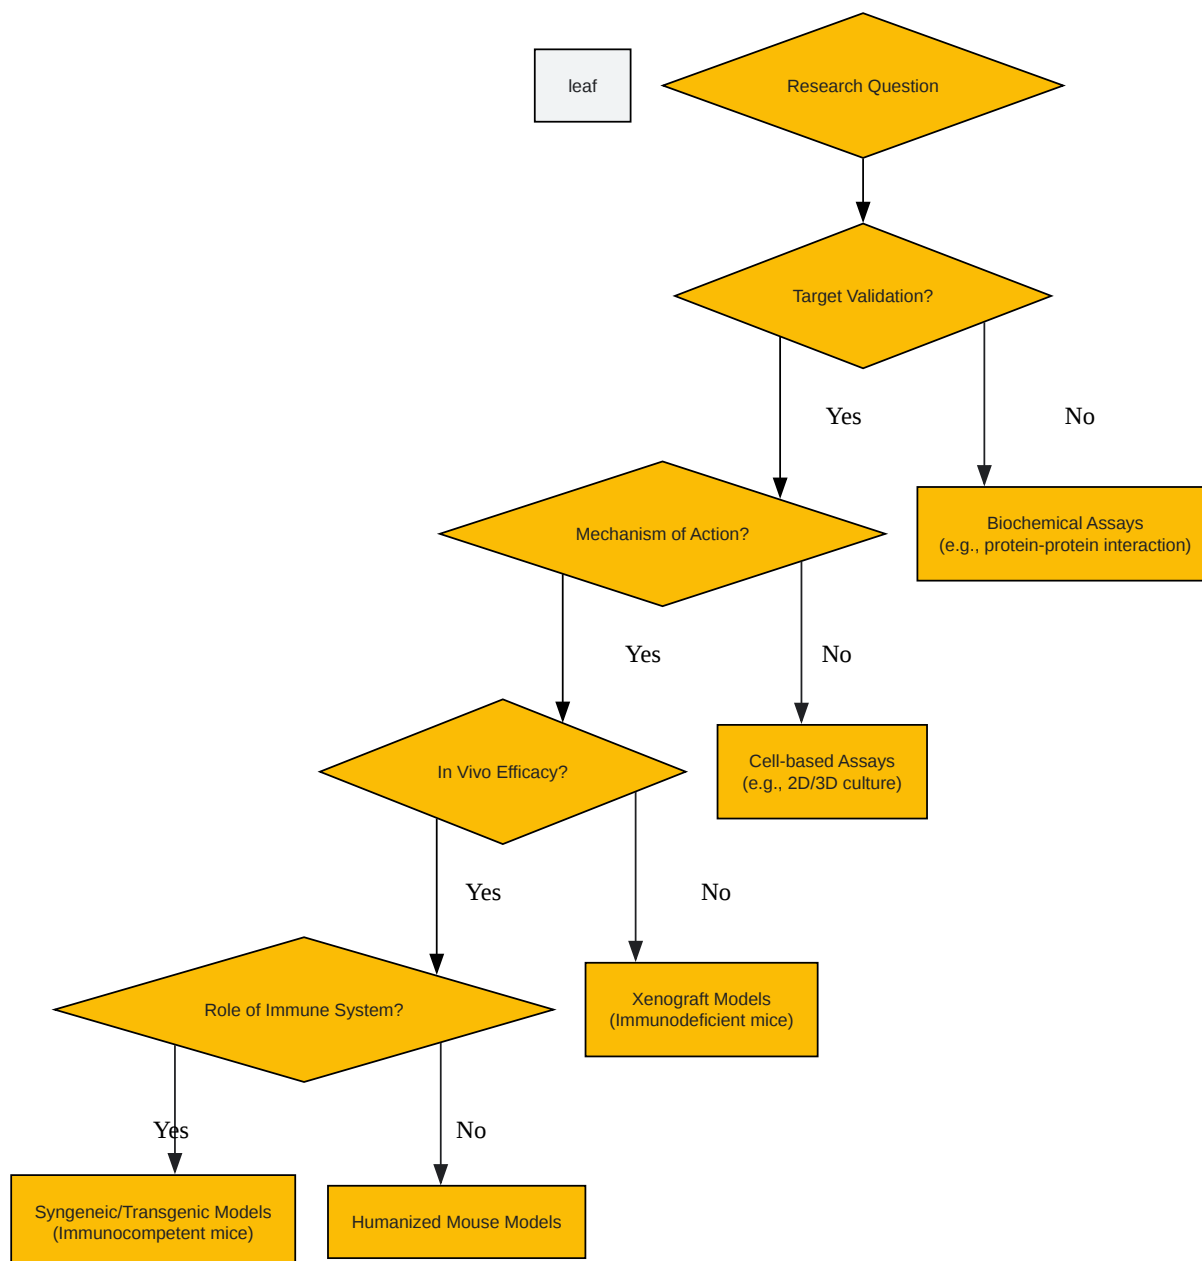 leaf
Research Question
Target Validation?
Yes
No
Mechanism of Action?
Biochemical Assays
(e.g., protein-protein interaction)
Yes
No
In Vivo Efficacy?
Cell-based Assays
(e.g., 2D/3D culture)
Yes
No
Role of Immune System?
Xenograft Models
(Immunodeficient mice)
Yes
No
Syngeneic/Transgenic Models
(Immunocompetent mice)
Humanized Mouse Models